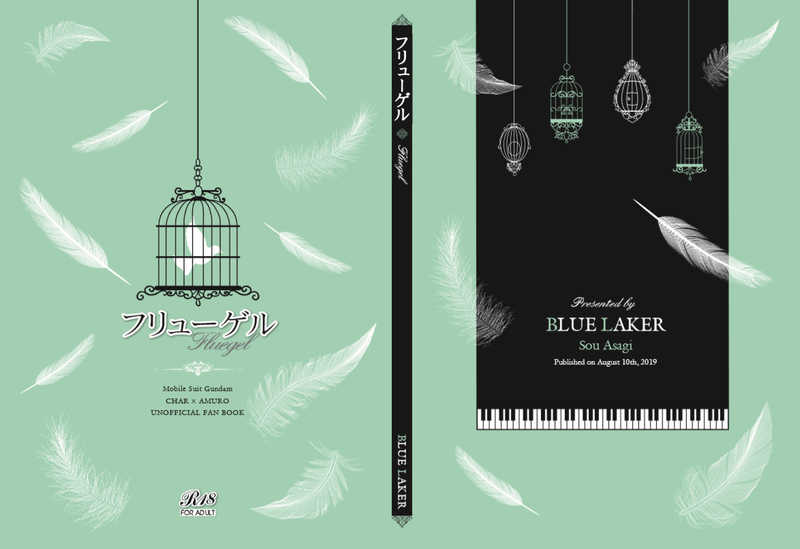 フリューゲル
Fluegel
Mobile Suit Gundam
CHAR × AMURO
UNOFFICIAL FAN BOOK
R18
FOR ADULT
フリューゲル
Fluegel
BLUE LAKER
Presented by
BLUE LAKER
Sou Asagi
Published on August 10th, 2019